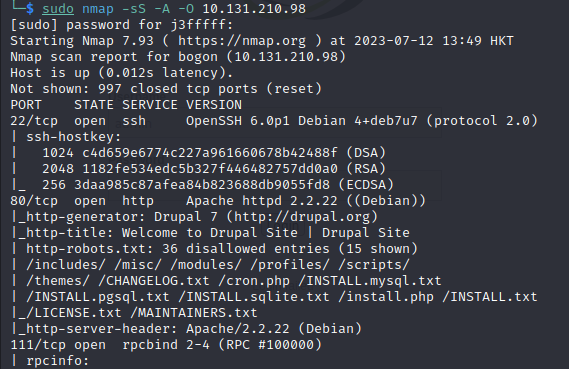 └─$ sudo nmap -sS -A -O 10.131.210.98
[sudo] password for j3fffff:
Starting Nmap 7.93 ( https://nmap.org ) at 2023-07-12 13:49 HKT
Nmap scan report for bogon (10.131.210.98)
Host is up (0.012s latency).
Not shown: 997 closed tcp ports (reset)
PORT    STATE SERVICE VERSION
22/tcp  open  ssh     OpenSSH 6.0p1 Debian 4+deb7u7 (protocol 2.0)
| ssh-hostkey:
|   1024 c4d659e6774c227a961660678b42488f (DSA)
|   2048 1182fe534edc5b327f446482757dd0a0 (RSA)
|_  256 3daa985c87afea84b823688db9055fd8 (ECDSA)
80/tcp  open  http    Apache httpd 2.2.22 ((Debian))
|_http-generator: Drupal 7 (http://drupal.org)
|_http-title: Welcome to Drupal Site | Drupal Site
| http-robots.txt: 36 disallowed entries (15 shown)
| /includes/ /misc/ /modules/ /profiles/ /scripts/
| /themes/ /CHANGELOG.txt /cron.php /INSTALL.mysql.txt
| /INSTALL.pgsql.txt /INSTALL.sqlite.txt /install.php /INSTALL.txt
|_/LICENSE.txt /MAINTAINERS.txt
|_http-server-header: Apache/2.2.22 (Debian)
111/tcp open  rpcbind 2-4 (RPC #100000)
| rpcinfo: